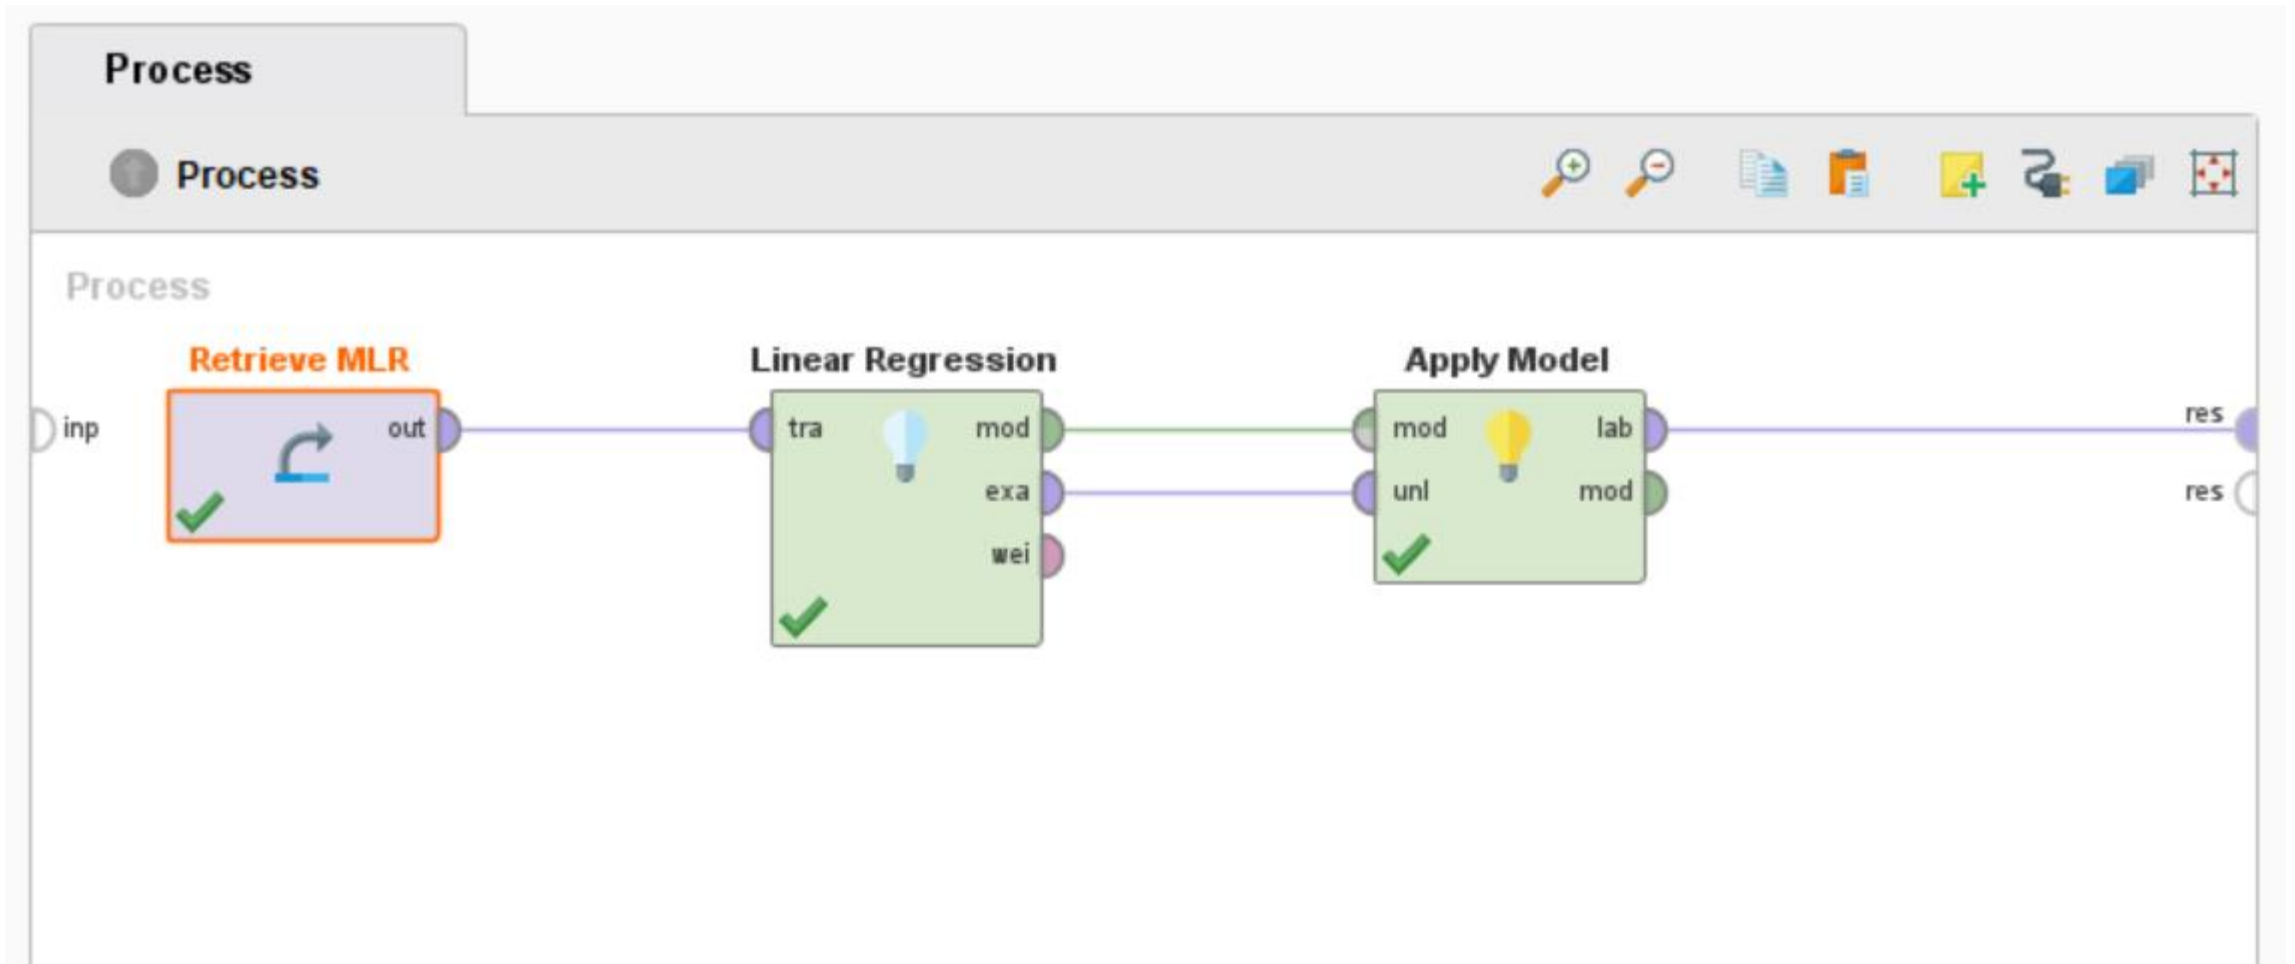 Process
Process
Process
Retrieve MLR
Linear Regression
Apply Model
inp
out
tra
mod
exa
wei
mod
unl
lab
mod
res
res